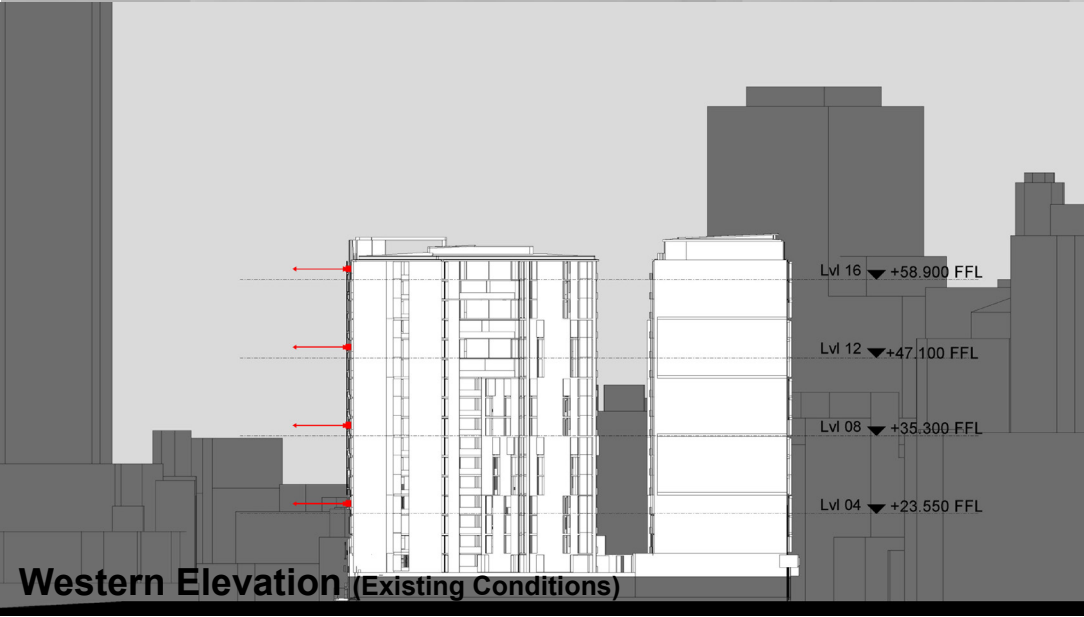 Lvl 16 +58.900 FFL
Lvl 12 +47.100 FFL
Lvl 08 +35.300 FFL
Lvl 04 +23.550 FFL
Western Elevation (Existing Conditions)